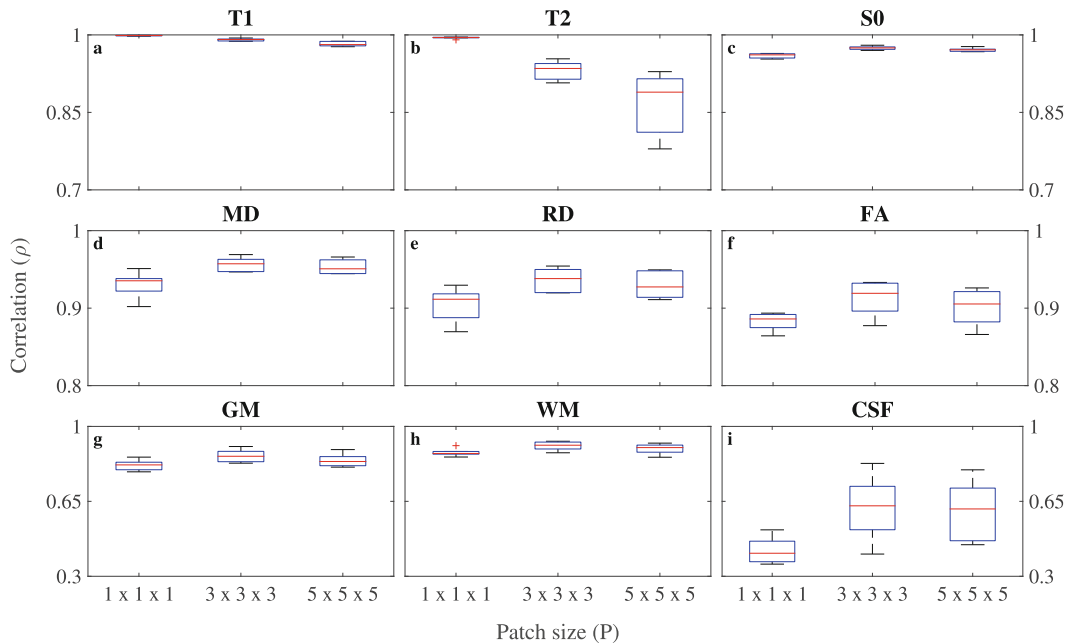 T1
T2
S0
a
b
c
1
0.85
0.7
1
0.85
0.7
MD
RD
FA
d
e
f
1
0.9
0.8
1
0.9
0.8
GM
WM
CSF
g
h
i
1
0.65
0.3
1
0.65
0.3
1 x 1 x 1
3 x 3 x 3
5 x 5 x 5
1 x 1 x 1
3 x 3 x 3
5 x 5 x 5
1 x 1 x 1
3 x 3 x 3
5 x 5 x 5
Correlation (ρ)
Patch size (P)